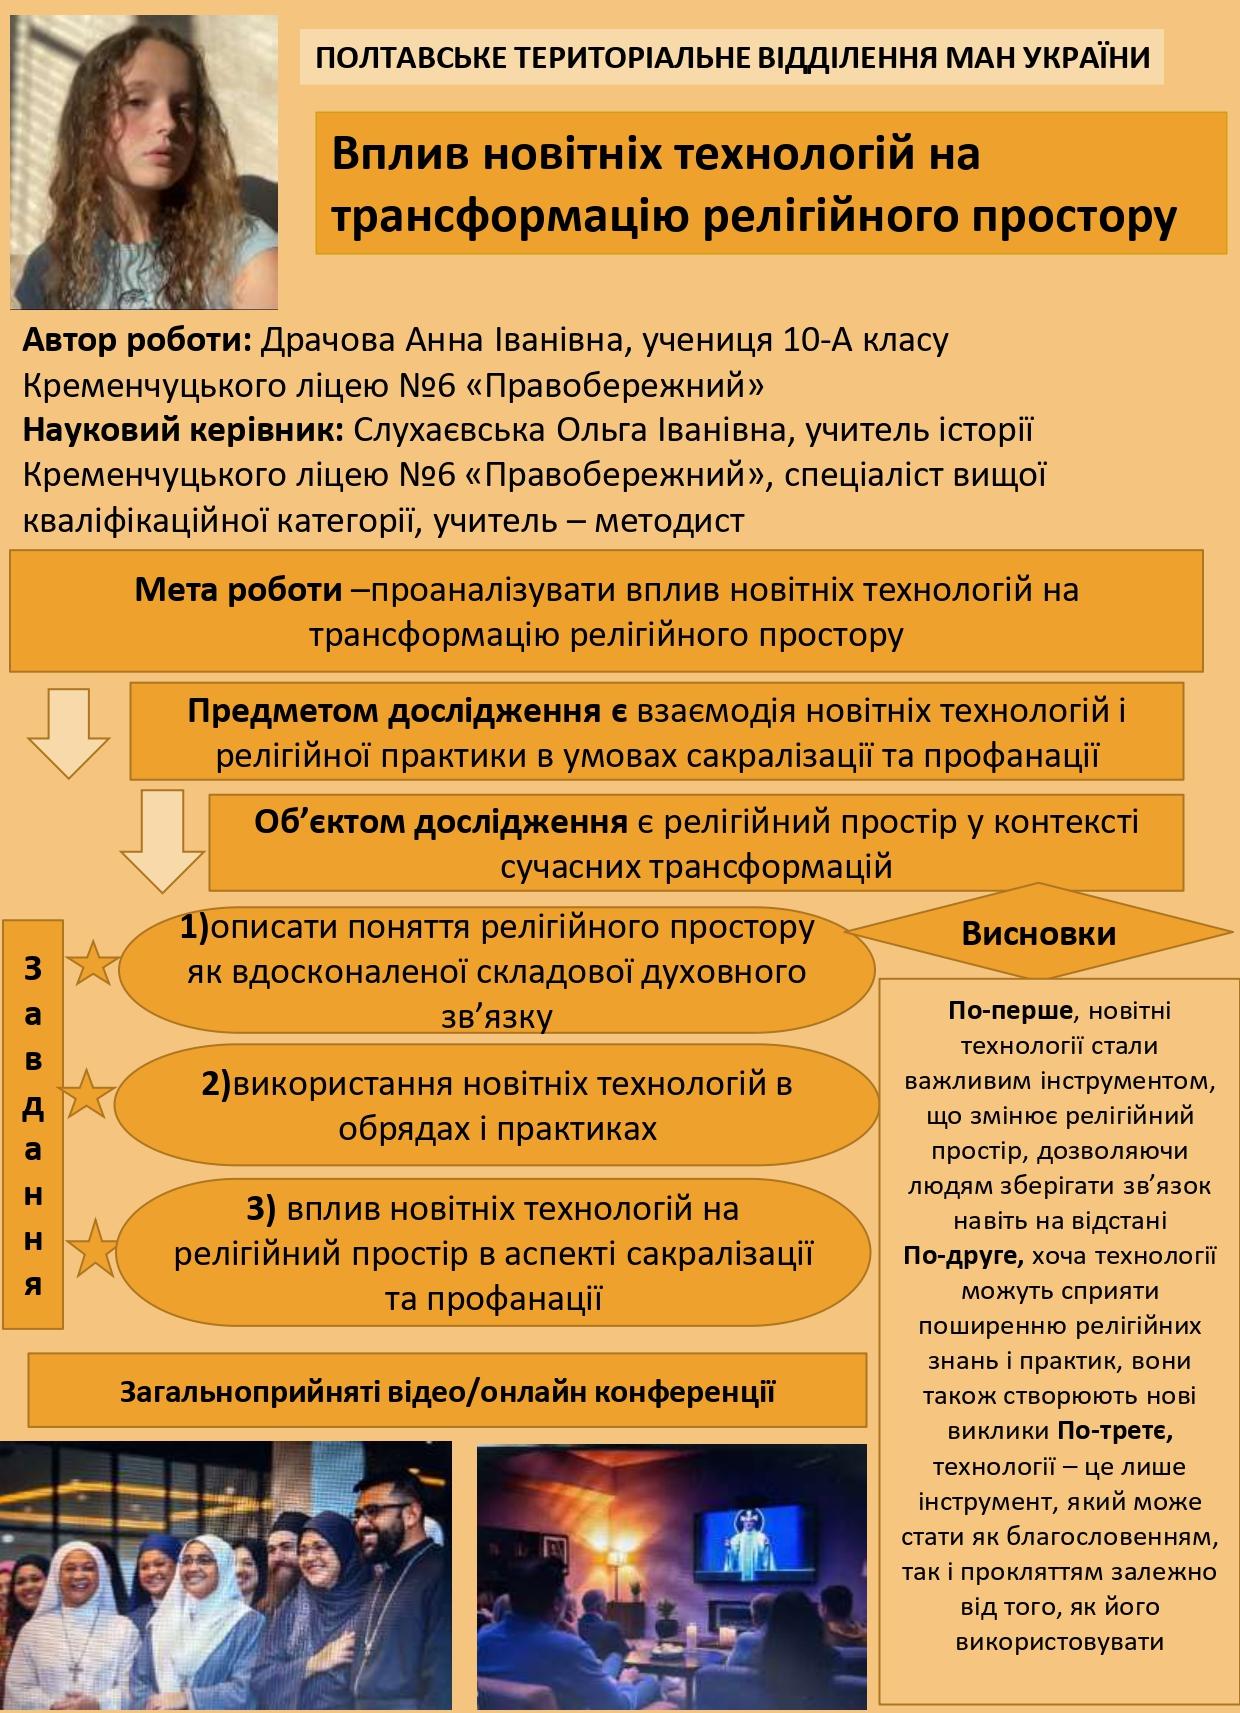 ПОЛТАВСЬКЕ ТЕРИТОРІАЛЬНЕ ВІДДІЛЕННЯ МАН УКРАЇНИ
Вплив новітніх технологій на
трансформацію релігійного простору
Автор роботи: Драчова Анна Іванівна, учениця 10-А класу
Кременчуцького ліцею №6 «Правобережний»
Науковий керівник: Слухаєвська Ольга Іванівна, учитель історії
Кременчуцького ліцею №6 «Правобережний», спеціаліст вищої
кваліфікаційної категорії, учитель – методист
Мета роботи –проаналізувати вплив новітніх технологій на
трансформацію релігійного простору
Предметом дослідження є взаємодія новітніх технологій і
релігійної практики в умовах сакралізації та профанації
Об’єктом дослідження є релігійний простір у контексті
сучасних трансформацій
З
а
в
д
а
н
н
я
1)описати поняття релігійного простору
як вдосконаленої складової духовного
зв’язку
2)використання новітніх технологій в
обрядах і практиках
3) вплив новітніх технологій на
релігійний простір в аспекті сакралізації
та профанації
Загальноприйняті відео/онлайн конференції
Висновки
По-перше, новітні
технології стали
важливим інструментом,
що змінює релігійний
простір, дозволяючи
людям зберігати зв’язок
навіть на відстані
По-друге, хоча технології
можуть сприяти
поширенню релігійних
знань і практик, вони
також створюють нові
виклики По-третє,
технології – це лише
інструмент, який може
стати як благословенням,
так і прокляттям залежно
від того, як його
використовувати